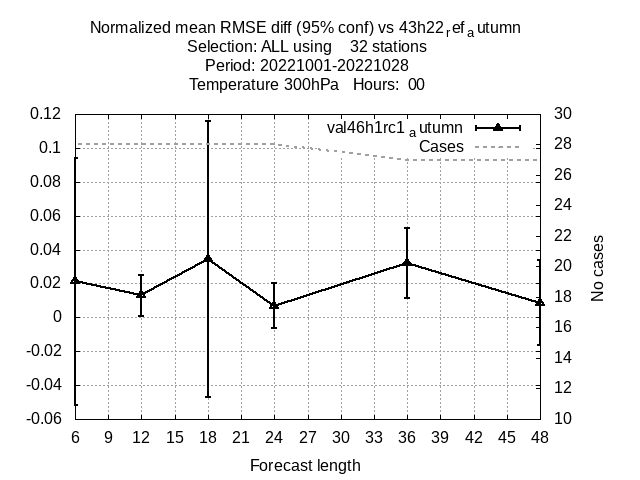 Normalized mean RMSE diff (95% conf) vs 43h22refautumn
Selection: ALL using    32 stations
Period: 20221001-20221028
Temperature 300hPa   Hours:  00
0.12
0.1
0.08
0.06
0.04
0.02
0
-0.02
-0.04
-0.06
val46h1rc1autumn
Cases
30
28
26
24
22
20
18
16
14
12
10
No cases
6 9 12 15 18 21 24 27 30 33 36 39 42 45 48
Forecast length